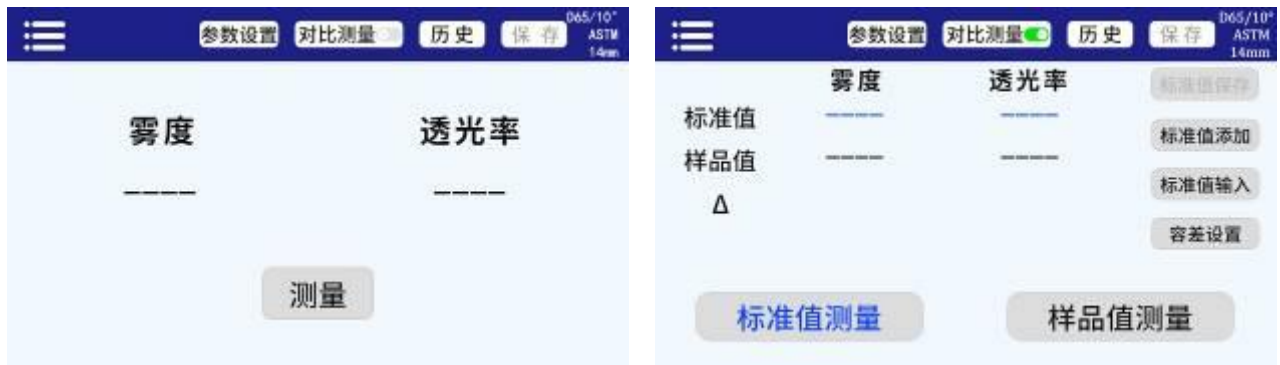 参数设置 对比测量 历史 保存 D65/10°
ASTM
14mm
雾度 透光率
---- ----
测量
参数设置 对比测量 历史 保存 D65/10°
ASTM
14mm
雾度 透光率 标准值保存
标准值 ---- ---- 标准值添加
样品值 ---- ---- 标准值输入
Δ 容差设置
标准值测量 样品值测量